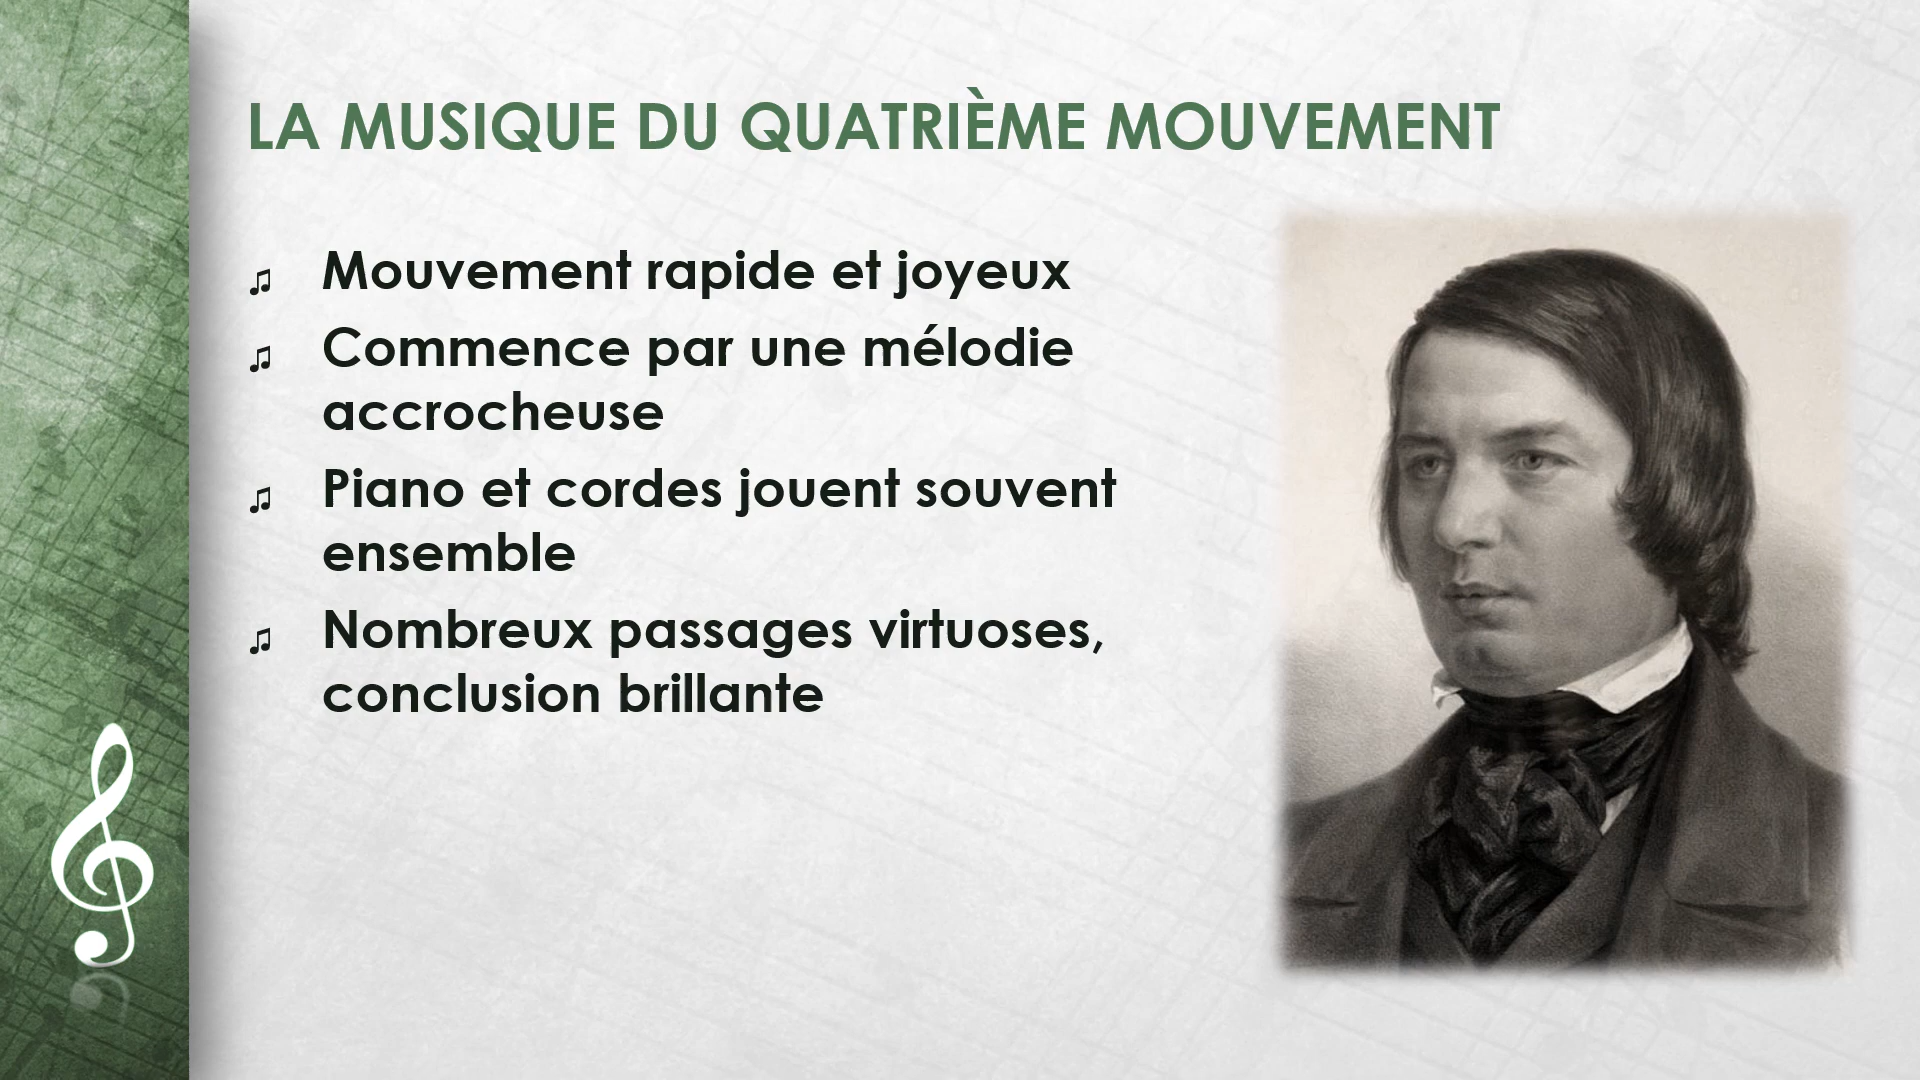 LA MUSIQUE DU QUATRIÈME MOUVEMENT
♫ Mouvement rapide et joyeux
♫ Commence par une mélodie
accrocheuse
♫ Piano et cordes jouent souvent
ensemble
♫ Nombreux passages virtuoses,
conclusion brillante